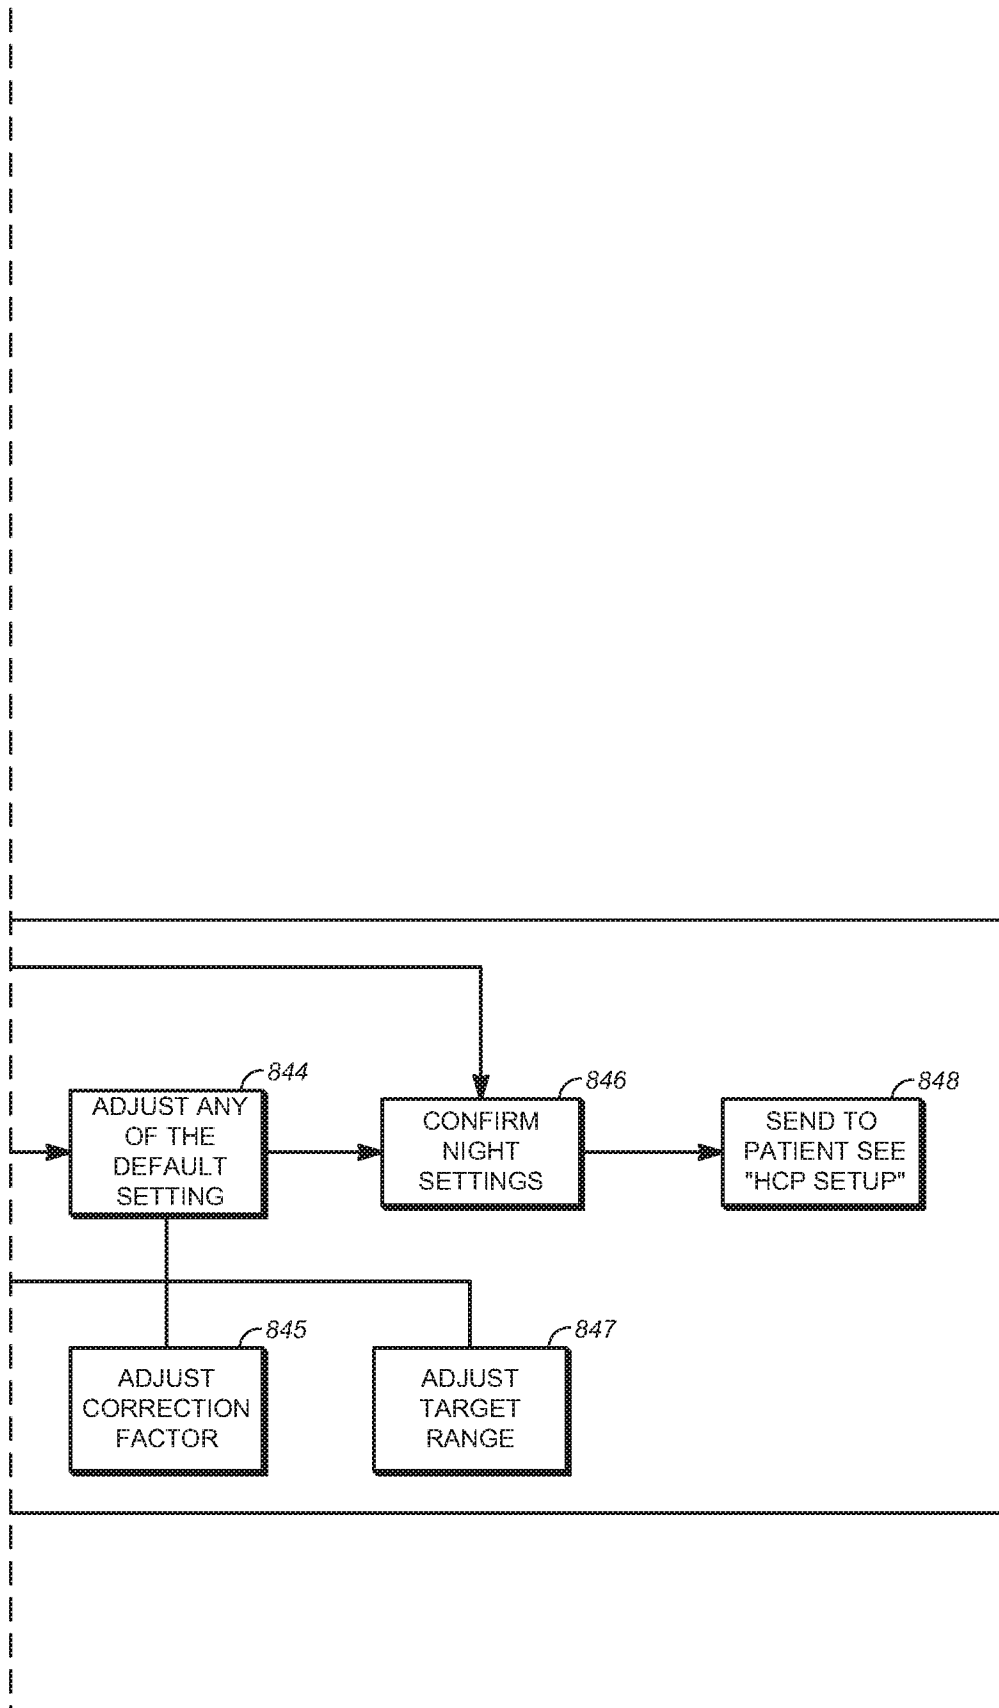 844
ADJUST ANY
OF THE
DEFAULT
SETTING
846
CONFIRM
NIGHT
SETTINGS
848
SEND TO
PATIENT SEE
"HCP SETUP"
845
ADJUST
CORRECTION
FACTOR
847
ADJUST
TARGET
RANGE